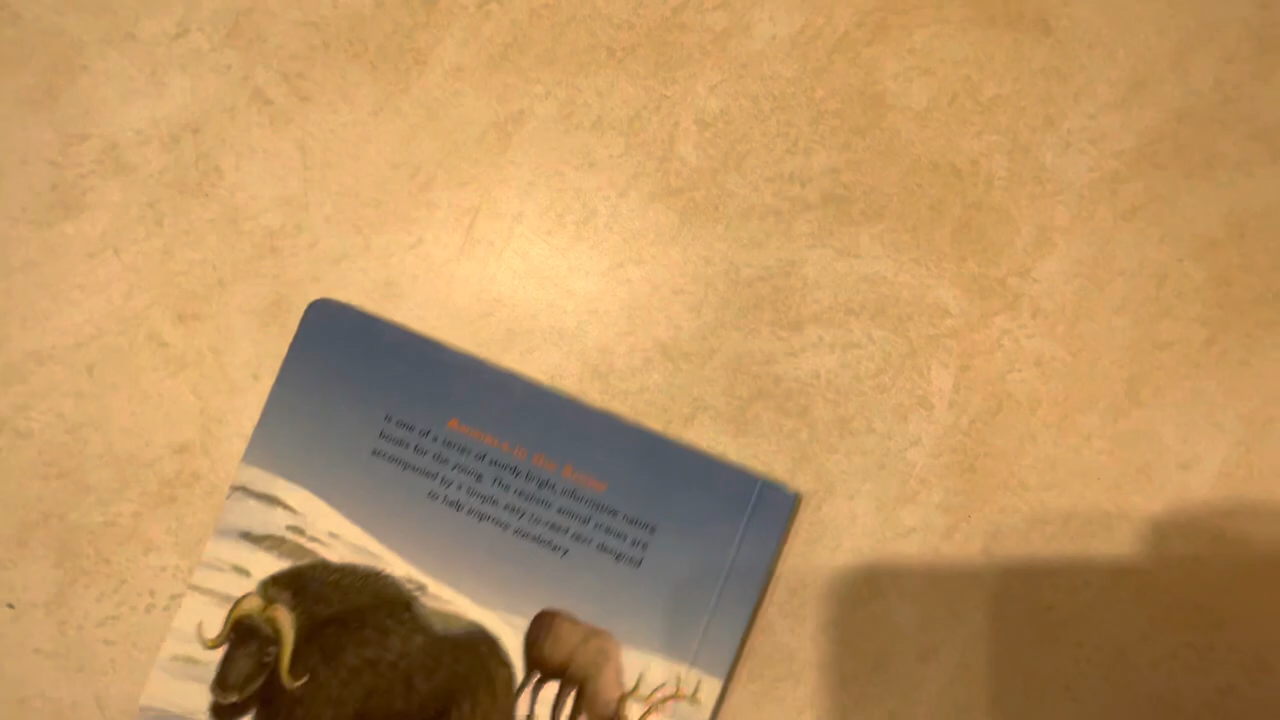 Animals in the Arctic
is one of a series of sturdy, bright, informative nature
books for the young. The realistic animal scenes are
accompanied by a simple, easy-to-read text designed
to help improve vocabulary.